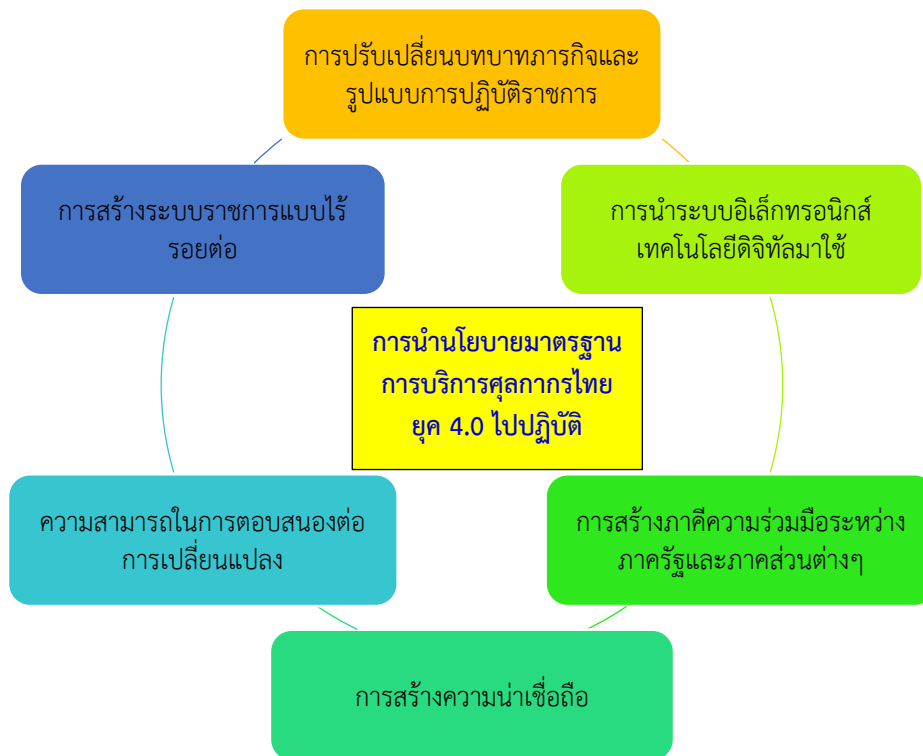 การปรับเปลี่ยนบทบาทภารกิจและ
รูปแบบการปฏิบัติราชการ
การสร้างระบบราชการแบบไร้
รอยต่อ
การนำระบบอิเล็กทรอนิกส์
เทคโนโลยีดิจิทัลมาใช้
การนำนโยบายมาตรฐาน
การบริการศุลกากรไทย
ยุค 4.0 ไปปฏิบัติ
ความสามารถในการตอบสนองต่อ
การเปลี่ยนแปลง
การสร้างภาคีความร่วมมือระหว่าง
ภาครัฐและภาคส่วนต่างๆ
การสร้างความน่าเชื่อถือ